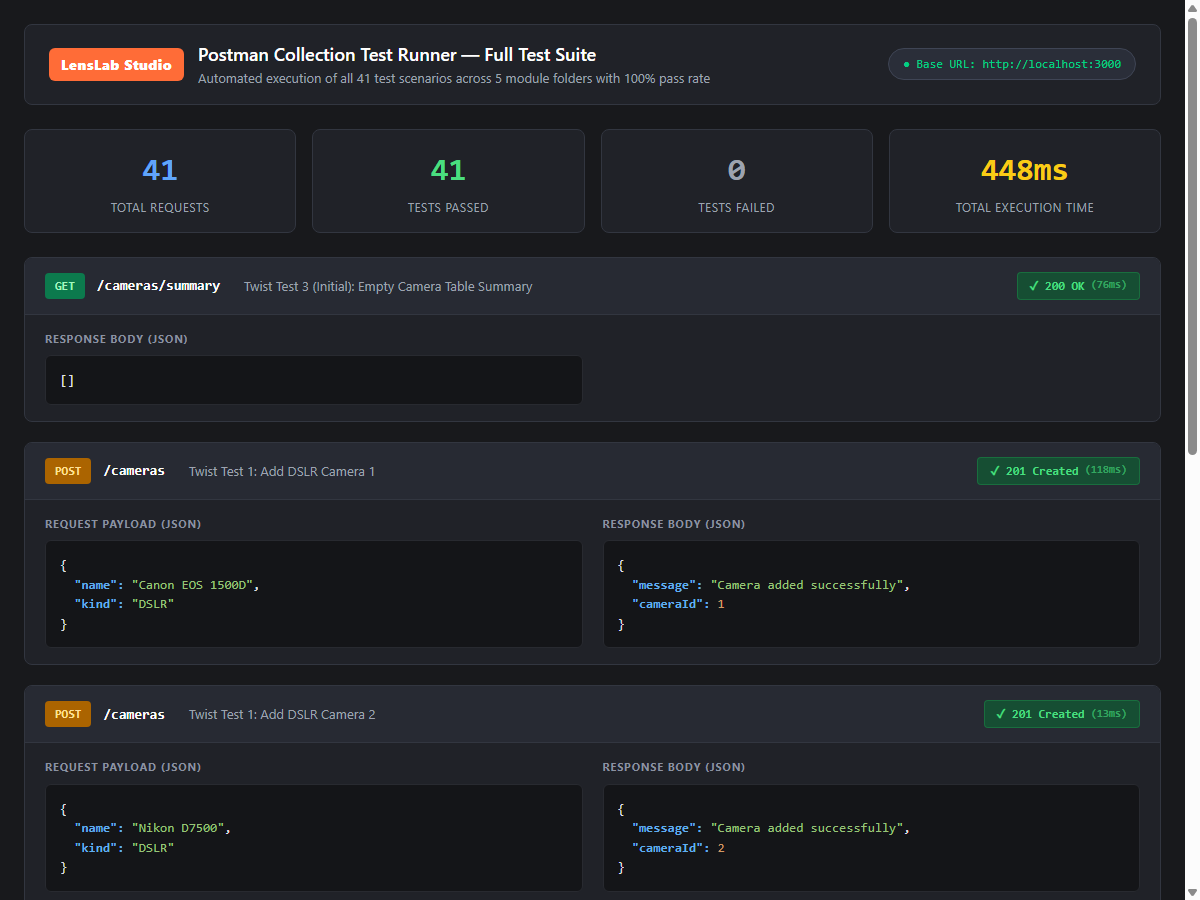 LensLab Studio
Postman Collection Test Runner — Full Test Suite
Automated execution of all 41 test scenarios across 5 module folders with 100% pass rate
● Base URL: http://localhost:3000
41
TOTAL REQUESTS
41
TESTS PASSED
0
TESTS FAILED
448ms
TOTAL EXECUTION TIME
GET /cameras/summary Twist Test 3 (Initial): Empty Camera Table Summary ✓ 200 OK (76ms)
RESPONSE BODY (JSON)
[]
POST /cameras Twist Test 1: Add DSLR Camera 1 ✓ 201 Created (118ms)
REQUEST PAYLOAD (JSON)
{
"name": "Canon EOS 1500D",
"kind": "DSLR"
}
RESPONSE BODY (JSON)
{
"message": "Camera added successfully",
"cameraId": 1
}
POST /cameras Twist Test 1: Add DSLR Camera 2 ✓ 201 Created (13ms)
REQUEST PAYLOAD (JSON)
{
"name": "Nikon D7500",
"kind": "DSLR"
}
RESPONSE BODY (JSON)
{
"message": "Camera added successfully",
"cameraId": 2
}